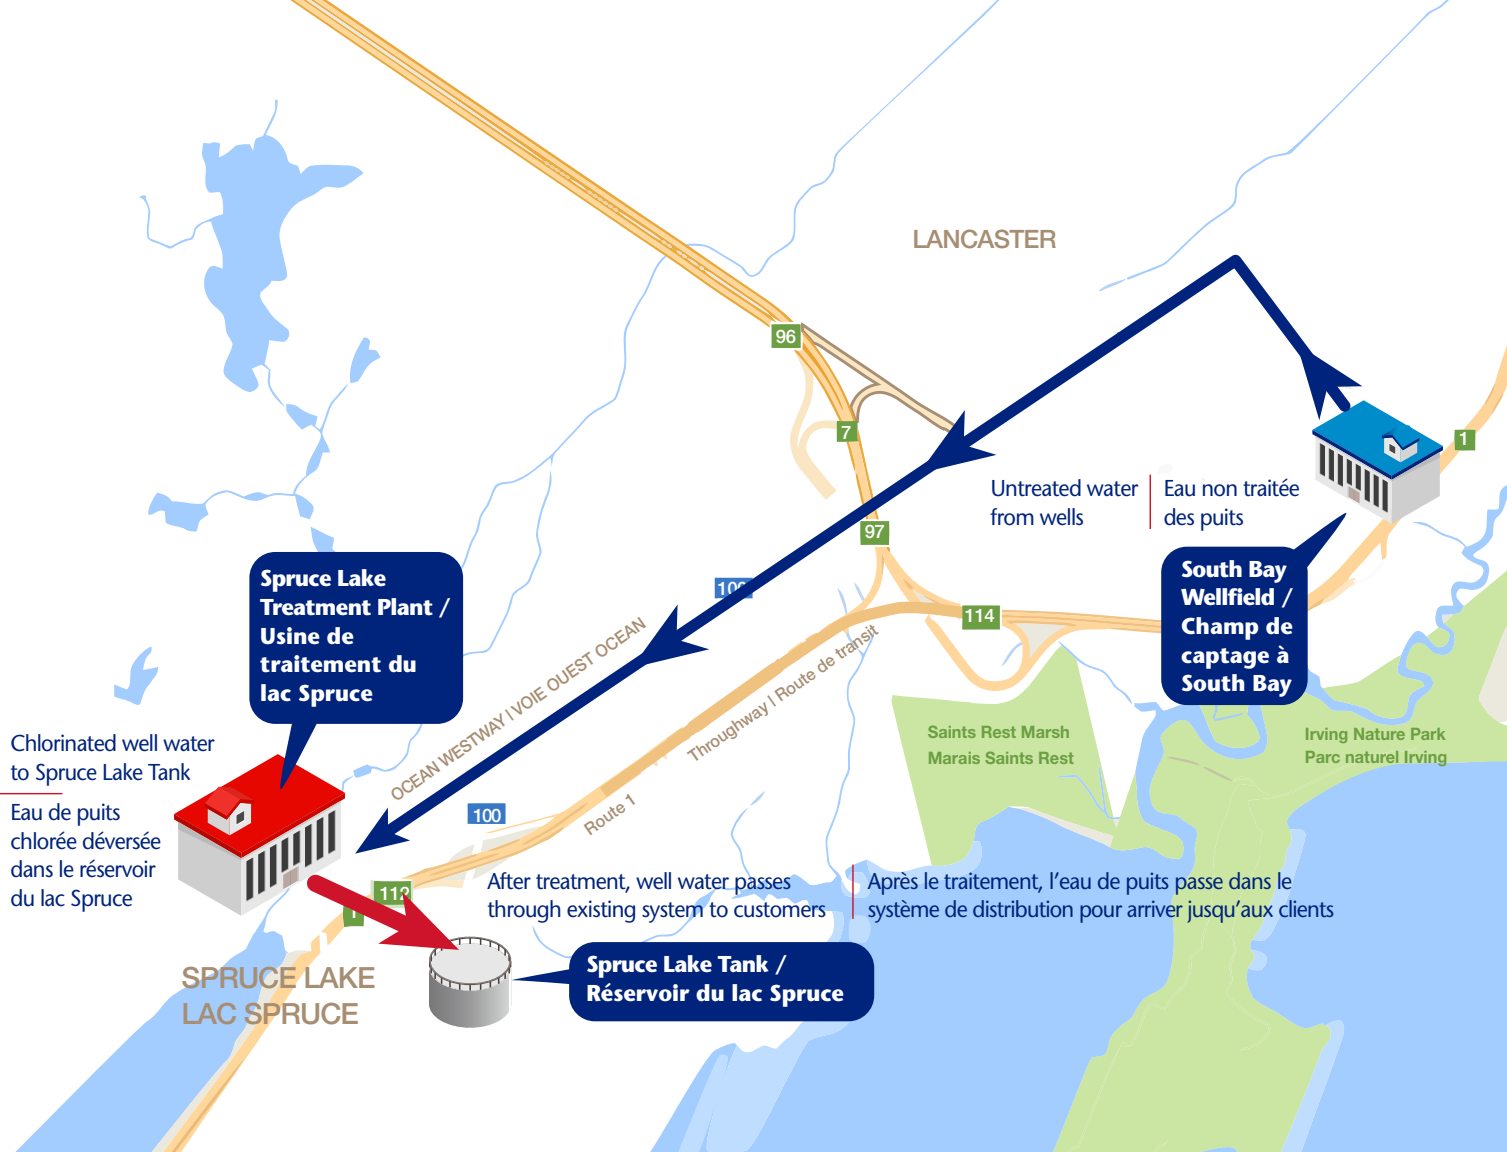 LANCASTER
96
7
1
Untreated water
from wells
Eau non traitée
des puits
97
South Bay
Wellfield /
Champ de
captage à
South Bay
Spruce Lake
Treatment Plant /
Usine de
traitement du
lac Spruce
114
OCEAN WESTWAY | VOIE OUEST OCEAN
Throughway | Route de transit
Route 1
Saints Rest Marsh
Marais Saints Rest
Irving Nature Park
Parc naturel Irving
Chlorinated well water
to Spruce Lake Tank
Eau de puits
chlorée déversée
dans le réservoir
du lac Spruce
100
112
1
After treatment, well water passes
through existing system to customers
Après le traitement, l'eau de puits passe dans le
système de distribution pour arriver jusqu'aux clients
Spruce Lake Tank /
Réservoir du lac Spruce
SPRUCE LAKE
LAC SPRUCE